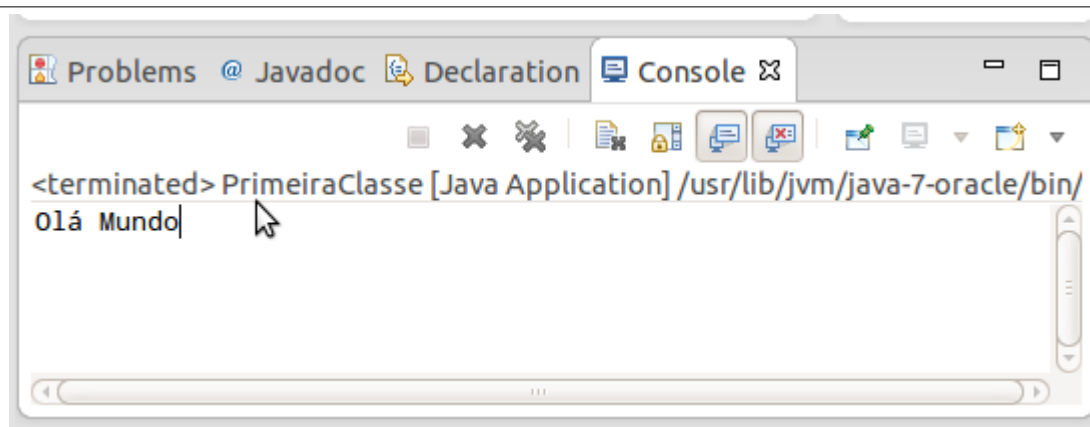 Problems @ Javadoc Declaration Console
<terminated> PrimeiraClasse [Java Application] /usr/lib/jvm/java-7-oracle/bin/
Olá Mundo